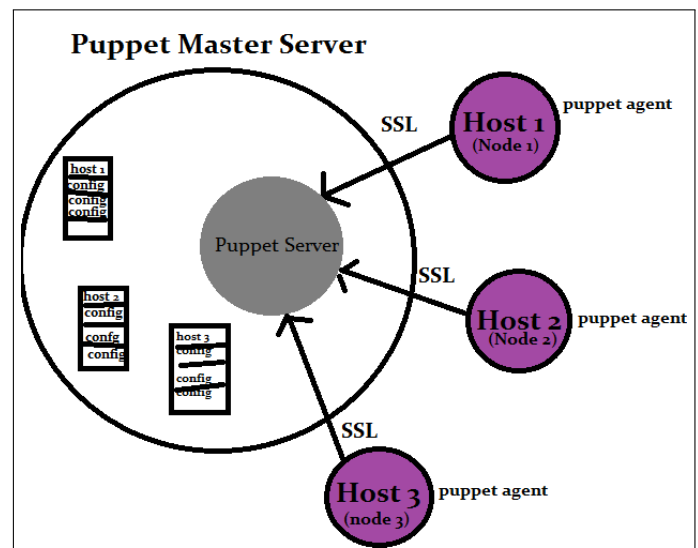 Puppet Master Server
Host 1
(Node 1)
puppet agent
SSL
host 1
config
config
config
Puppet Server
SSL
Host 2
(Node 2)
puppet agent
host 2
config
confg
config
host 3
config
config
config
SSL
Host 3
(node 3)
puppet agent